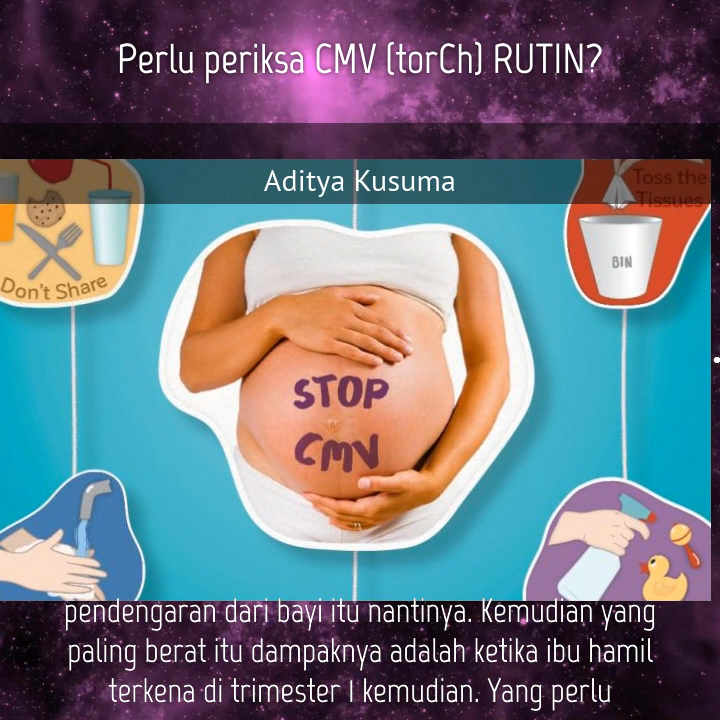 Perlu periksa CMV (torCh) RUTIN?
Aditya Kusuma
Toss the
Tissues
BIN
Don't Share
STOP
CMV
pendengaran dari bayi itu nantinya. Kemudian yang
paling berat itu dampaknya adalah ketika ibu hamil
terkena di trimester 1 kemudian. Yang perlu